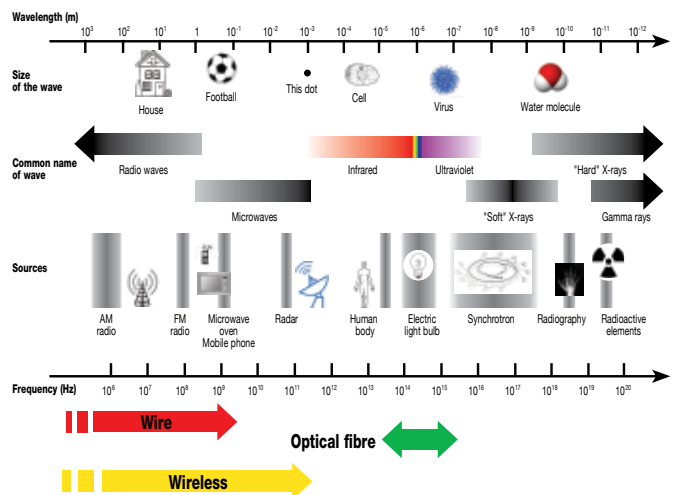 Wavelength (m)
10³ 10² 10¹ 1 10⁻¹ 10⁻² 10⁻³ 10⁻⁴ 10⁻⁵ 10⁻⁶ 10⁻⁷ 10⁻⁸ 10⁻⁹ 10⁻¹⁰ 10⁻¹¹ 10⁻¹²
Size
of the wave
House
Football
This dot
Cell
Virus
Water molecule
Common name
of wave
Radio waves
Infrared
Ultraviolet
"Hard" X-rays
Microwaves
"Soft" X-rays
Gamma rays
Sources
AM
radio
FM
radio
Microwave
oven
Mobile phone
Radar
Human
body
Electric
light bulb
Synchrotron
Radiography
Radioactive
elements
Frequency (Hz)
10⁶ 10⁷ 10⁸ 10⁹ 10¹⁰ 10¹¹ 10¹² 10¹³ 10¹⁴ 10¹⁵ 10¹⁶ 10¹⁷ 10¹⁸ 10¹⁹ 10²⁰
Wire
Optical fibre
Wireless